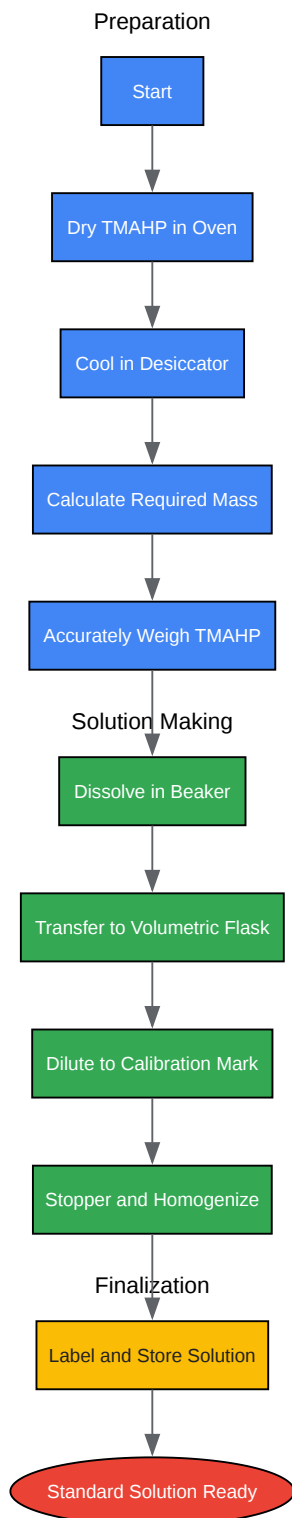 Preparation
Start
Dry TMAHP in Oven
Cool in Desiccator
Calculate Required Mass
Accurately Weigh TMAHP
Solution Making
Dissolve in Beaker
Transfer to Volumetric Flask
Dilute to Calibration Mark
Stopper and Homogenize
Finalization
Label and Store Solution
Standard Solution Ready